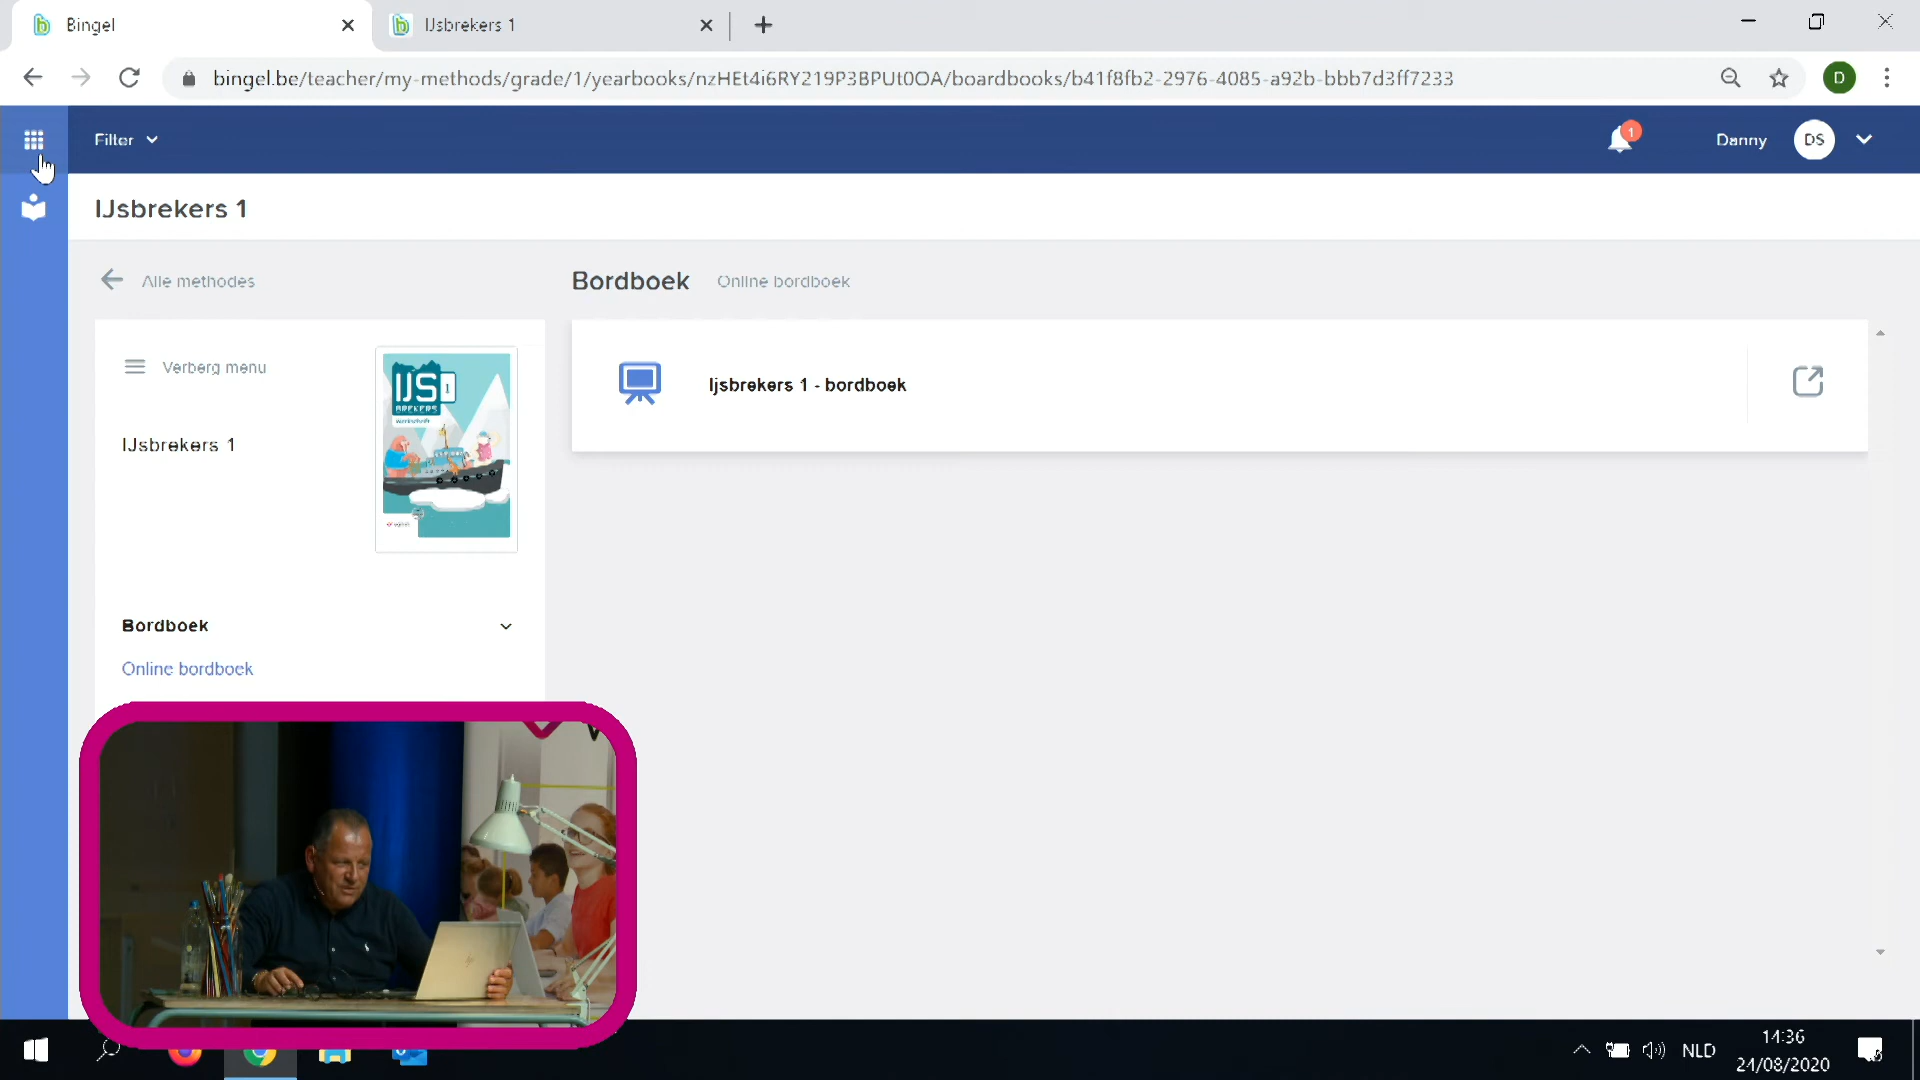 Bingel
IJsbrekers 1
bingel.be/teacher/my-methods/grade/1/yearbooks/nzHEt4i6RY219P3BPUt0OA/boardbooks/b41f8fb2-2976-4085-a92b-bbb7d3ff7233
D
Filter
1
Danny
DS
IJsbrekers 1
Alle methodes
Bordboek
Online bordboek
Verberg menu
IJS 1
BREKERS
Ijsbrekers 1 - bordboek
IJsbrekers 1
Bordboek
Online bordboek
NLD
14:36
24/08/2020